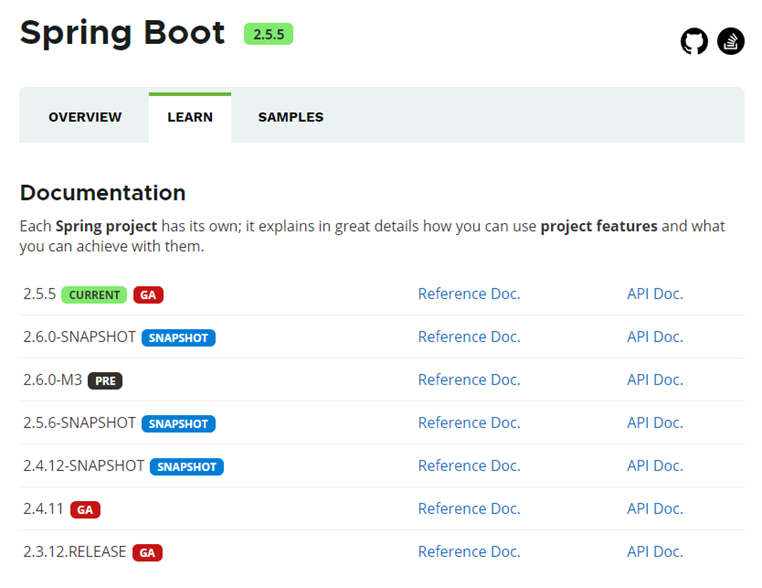 Spring Boot 2.5.5
OVERVIEW LEARN SAMPLES
Documentation
Each Spring project has its own; it explains in great details how you can use project features and what
you can achieve with them.
2.5.5 CURRENT GA Reference Doc. API Doc.
2.6.0-SNAPSHOT SNAPSHOT Reference Doc. API Doc.
2.6.0-M3 PRE Reference Doc. API Doc.
2.5.6-SNAPSHOT SNAPSHOT Reference Doc. API Doc.
2.4.12-SNAPSHOT SNAPSHOT Reference Doc. API Doc.
2.4.11 GA Reference Doc. API Doc.
2.3.12.RELEASE GA Reference Doc. API Doc.